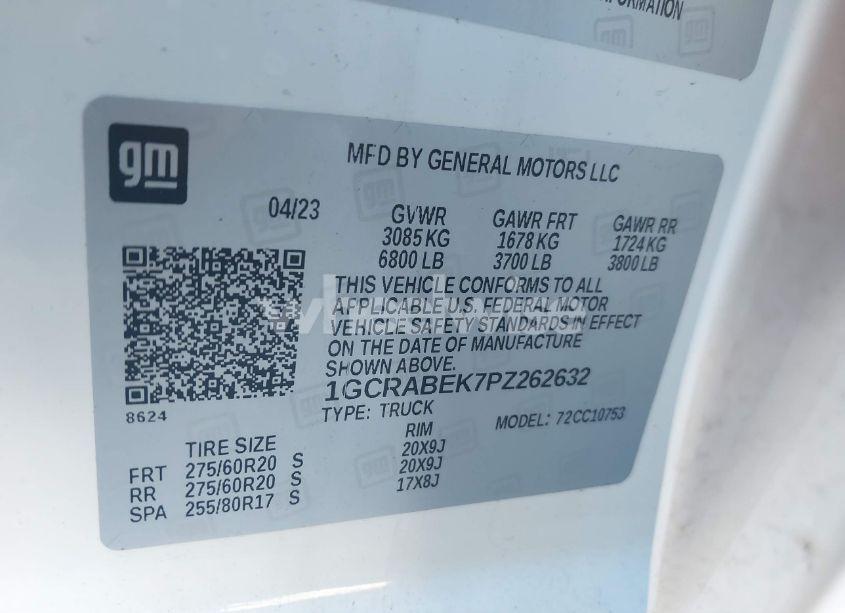 FORMATION
gm
MFD BY GENERAL MOTORS LLC
04/23 GVWR GAWR FRT GAWR RR
3085 KG 1678 KG 1724 KG
6800 LB 3700 LB 3800 LB
THIS VEHICLE CONFORMS TO ALL
APPLICABLE U.S. FEDERAL MOTOR
VEHICLE SAFETY STANDARDS IN EFFECT
ON THE DATE OF MANUFACTURE
SHOWN ABOVE.
1GCRABEK7PZ262632
8624 TYPE: TRUCK MODEL: 72CC10753
TIRE SIZE RIM
FRT 275/60R20 S 20X9J
RR 275/60R20 S 20X9J
SPA 255/80R17 S 17X8J